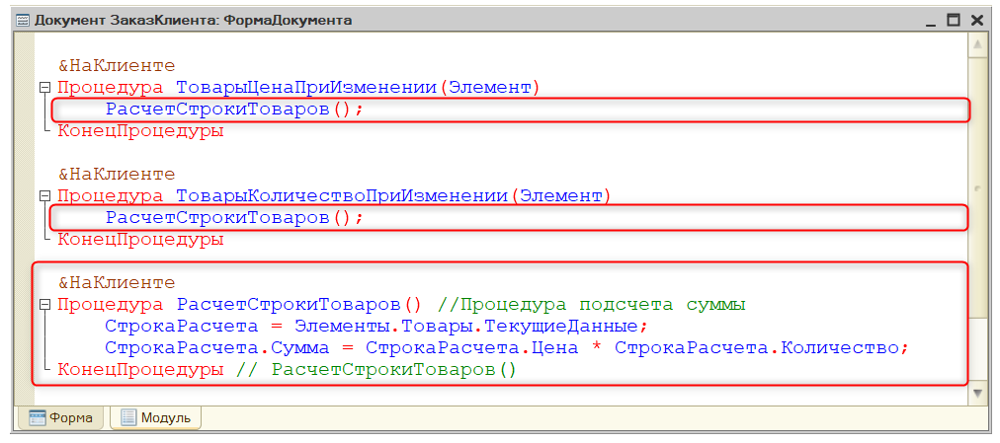 Документ ЗаказКлиента: ФормаДокумента
&НаКлиенте
Процедура ТоварыЦенаПриИзменении(Элемент)
РасчетСтрокиТоваров();
КонецПроцедуры
&НаКлиенте
Процедура ТоварыКоличествоПриИзменении(Элемент)
РасчетСтрокиТоваров();
КонецПроцедуры
&НаКлиенте
Процедура РасчетСтрокиТоваров() //Процедура подсчета суммы
СтрокаРасчета = Элементы.Товары.ТекущиеДанные;
СтрокаРасчета.Сумма = СтрокаРасчета.Цена * СтрокаРасчета.Количество;
КонецПроцедуры // РасчетСтрокиТоваров()
Форма Модуль